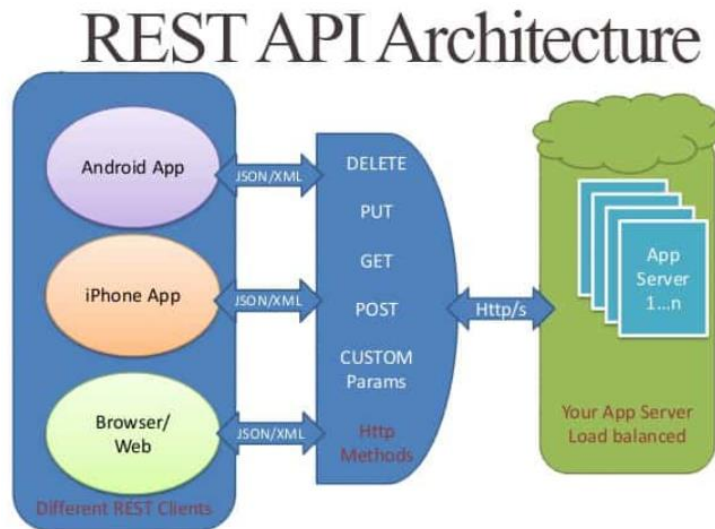 REST API Architecture
Android App
JSON/XML
iPhone App
JSON/XML
Browser/
Web
JSON/XML
Different REST Clients
DELETE
PUT
GET
POST
CUSTOM
Params
Http
Methods
Http/s
App
Server
1...n
Your App Server
Load balanced